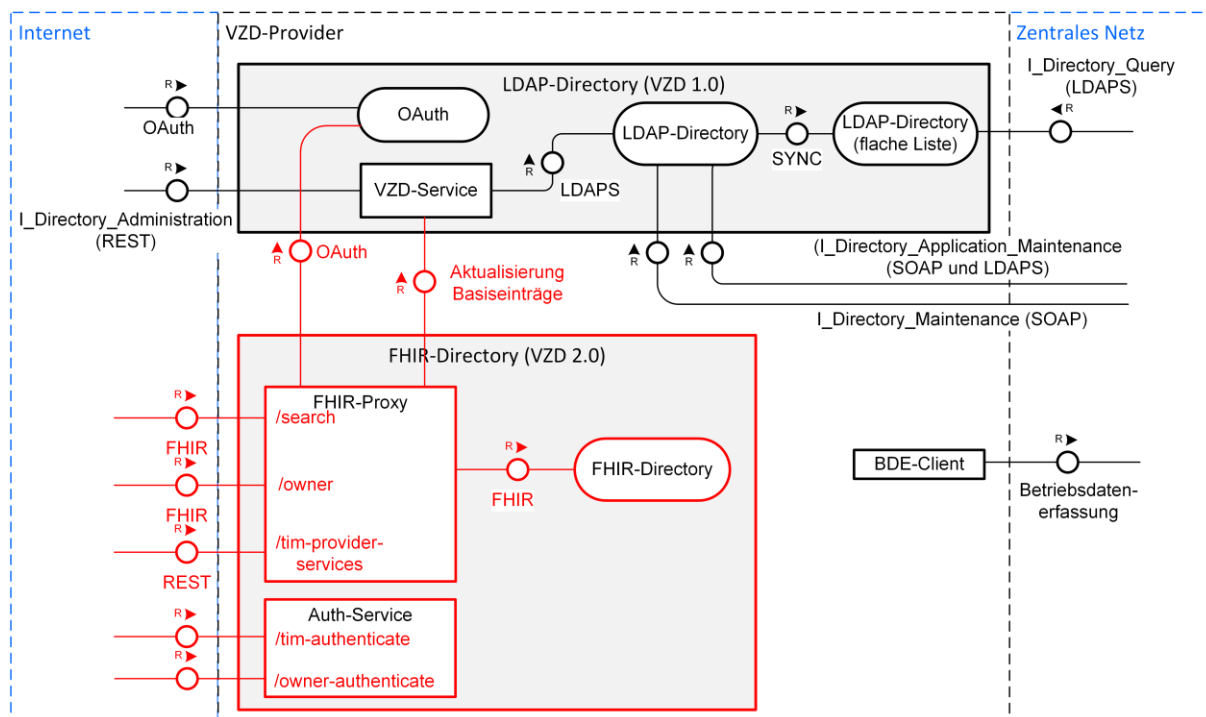 Internet
VZD-Provider
Zentrales Netz
LDAP-Directory (VZD 1.0)
I_Directory_Query
(LDAPS)
R
OAuth
OAuth
LDAP-Directory
R
SYNC
LDAP-Directory
(flache Liste)
R
R
I_Directory_Administration
(REST)
VZD-Service
R
LDAPS
R
OAuth
R
Aktualisierung
Basiseinträge
R
R
(I_Directory_Application_Maintenance
(SOAP und LDAPS)
I_Directory_Maintenance (SOAP)
FHIR-Directory (VZD 2.0)
FHIR-Proxy
R
FHIR
/search
R
FHIR
/owner
R
REST
/tim-provider-
services
R
FHIR
FHIR-Directory
BDE-Client
R
Betriebsdaten-
erfassung
Auth-Service
R
/tim-authenticate
R
/owner-authenticate